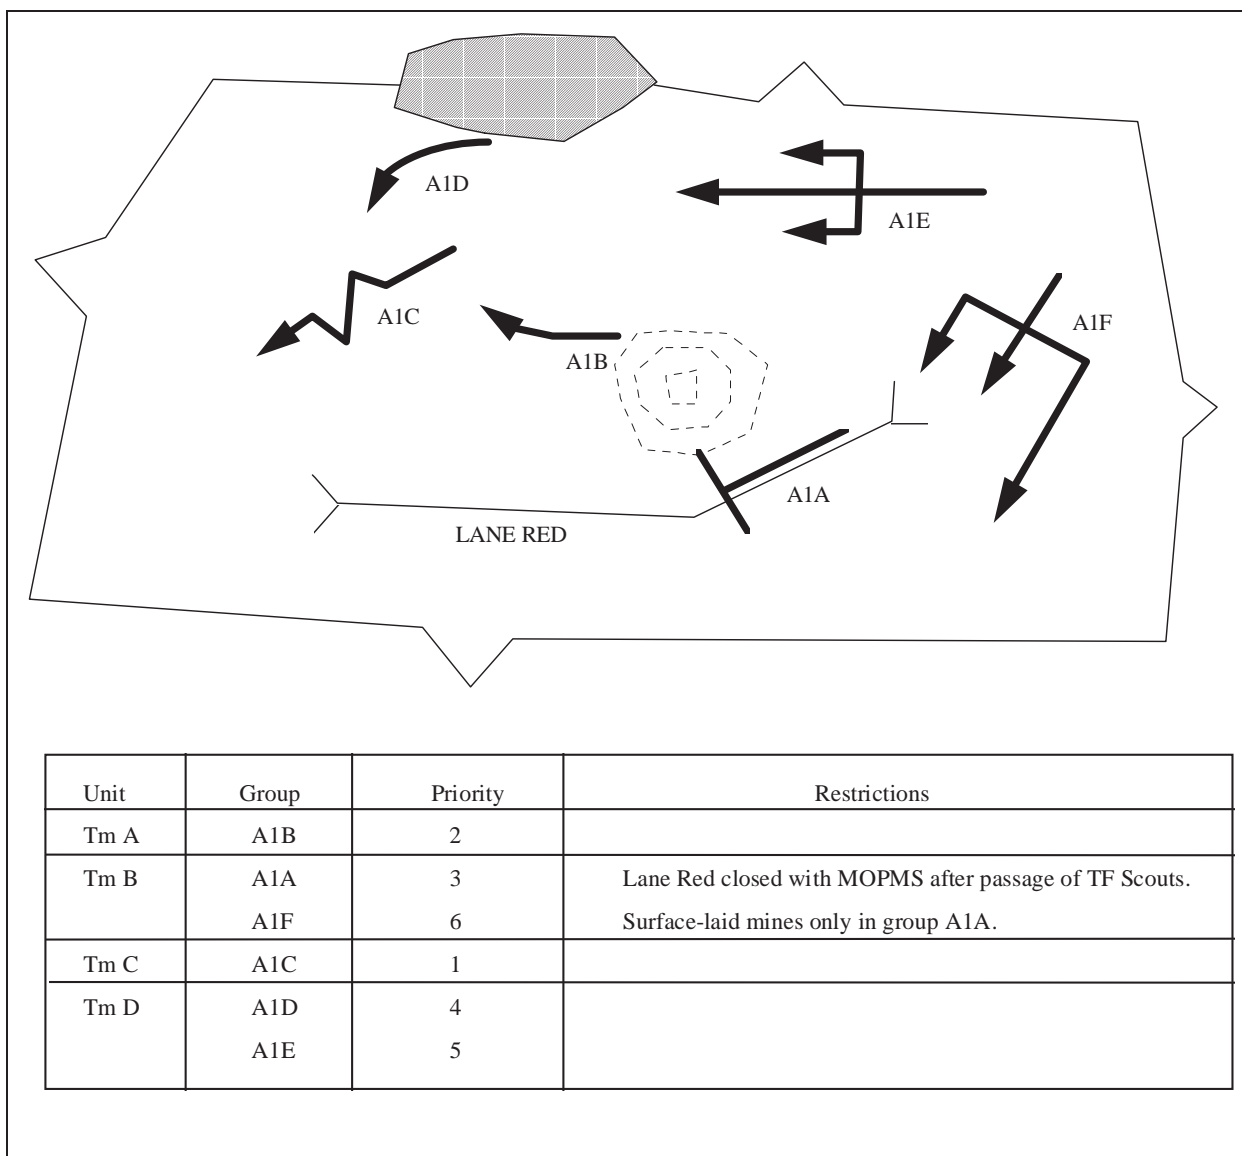 A1D
A1E
A1C
A1F
A1B
A1A
LANE RED
Unit Group Priority Restrictions
Tm A A1B 2
Tm B A1A 3 Lane Red closed with MOPMS after passage of TF Scouts.
A1F 6 Surface-laid mines only in group A1A.
Tm C A1C 1
Tm D A1D 4
A1E 5